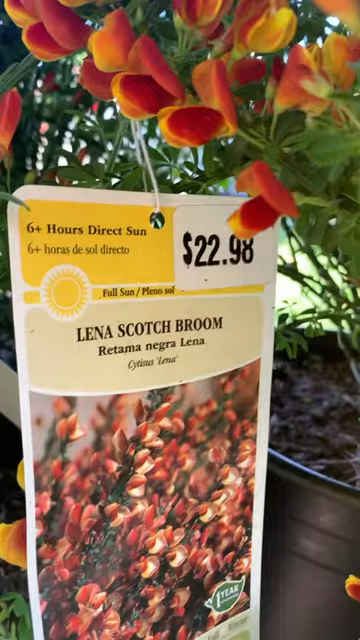 6+ Hours Direct Sun
6+ horas de sol directo
$22.98
Full Sun / Pleno sol
LENA SCOTCH BROOM
Retama negra Lena
Cytisus 'Lena'
1 YEAR